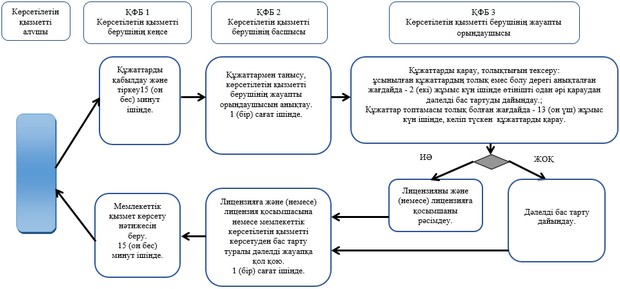 Көрсетілетін
қызметті
алушы
ҚФБ 1
Көрсетілетін қызметті
берушінің кеңсе
ҚФБ 2
Көрсетілетін қызметті
берушінің басшысы
ҚФБ 3
Көрсетілетін қызметті берушінің жауапты
орындаушысы
Құжаттарды
қабылдау және
тіркеу15 (он
бес) минут
ішінде.
Құжаттармен танысу,
көрсетілетін қызметті
берушінің жауапты
орындаушысын анықтау.
1 (бір) сағат ішінде.
Құжаттарды қарау, толықтығын тексеру:
ұсынылған құжаттардың толық емес болу дерегі анықталған
жағдайда - 2 (екі) жұмыс күн ішінде өтінішті одан әрі қараудан
дәлелді бас тартуды дайындау.;
Құжаттар топтамасы толық болған жағдайда - 13 (он үш) жұмыс
күн ішінде, келіп түскен құжаттарды қарау.
ИӘ
ЖОҚ
Лицензияны және
(немесе) лицензияға
қосымшаны
рәсімдеу.
Дәлелді бас тарту
дайындау.
Лицензияға және (немесе)
лицензия қосышасына
немесе мемлекеттік
көрсетілетін қызметті
көрсетуден бас тарту
туралы дәлелді жауапқа
қол қою.
1 (бір) сағат ішінде.
Мемлекеттік
қызмет көрсету
нәтижесін
беру.
15 (он бес)
минут ішінде.